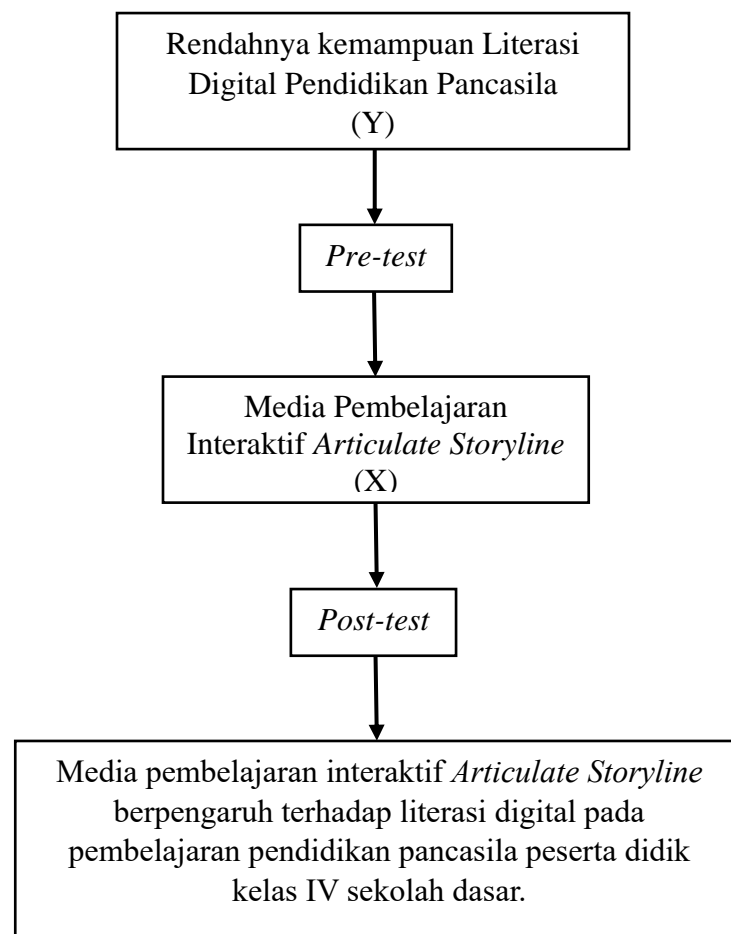 Rendahnya kemampuan Literasi
Digital Pendidikan Pancasila
(Y)
Pre-test
Media Pembelajaran
Interaktif Articulate Storyline
(X)
Post-test
Media pembelajaran interaktif Articulate Storyline
berpengaruh terhadap literasi digital pada
pembelajaran pendidikan pancasila peserta didik
kelas IV sekolah dasar.